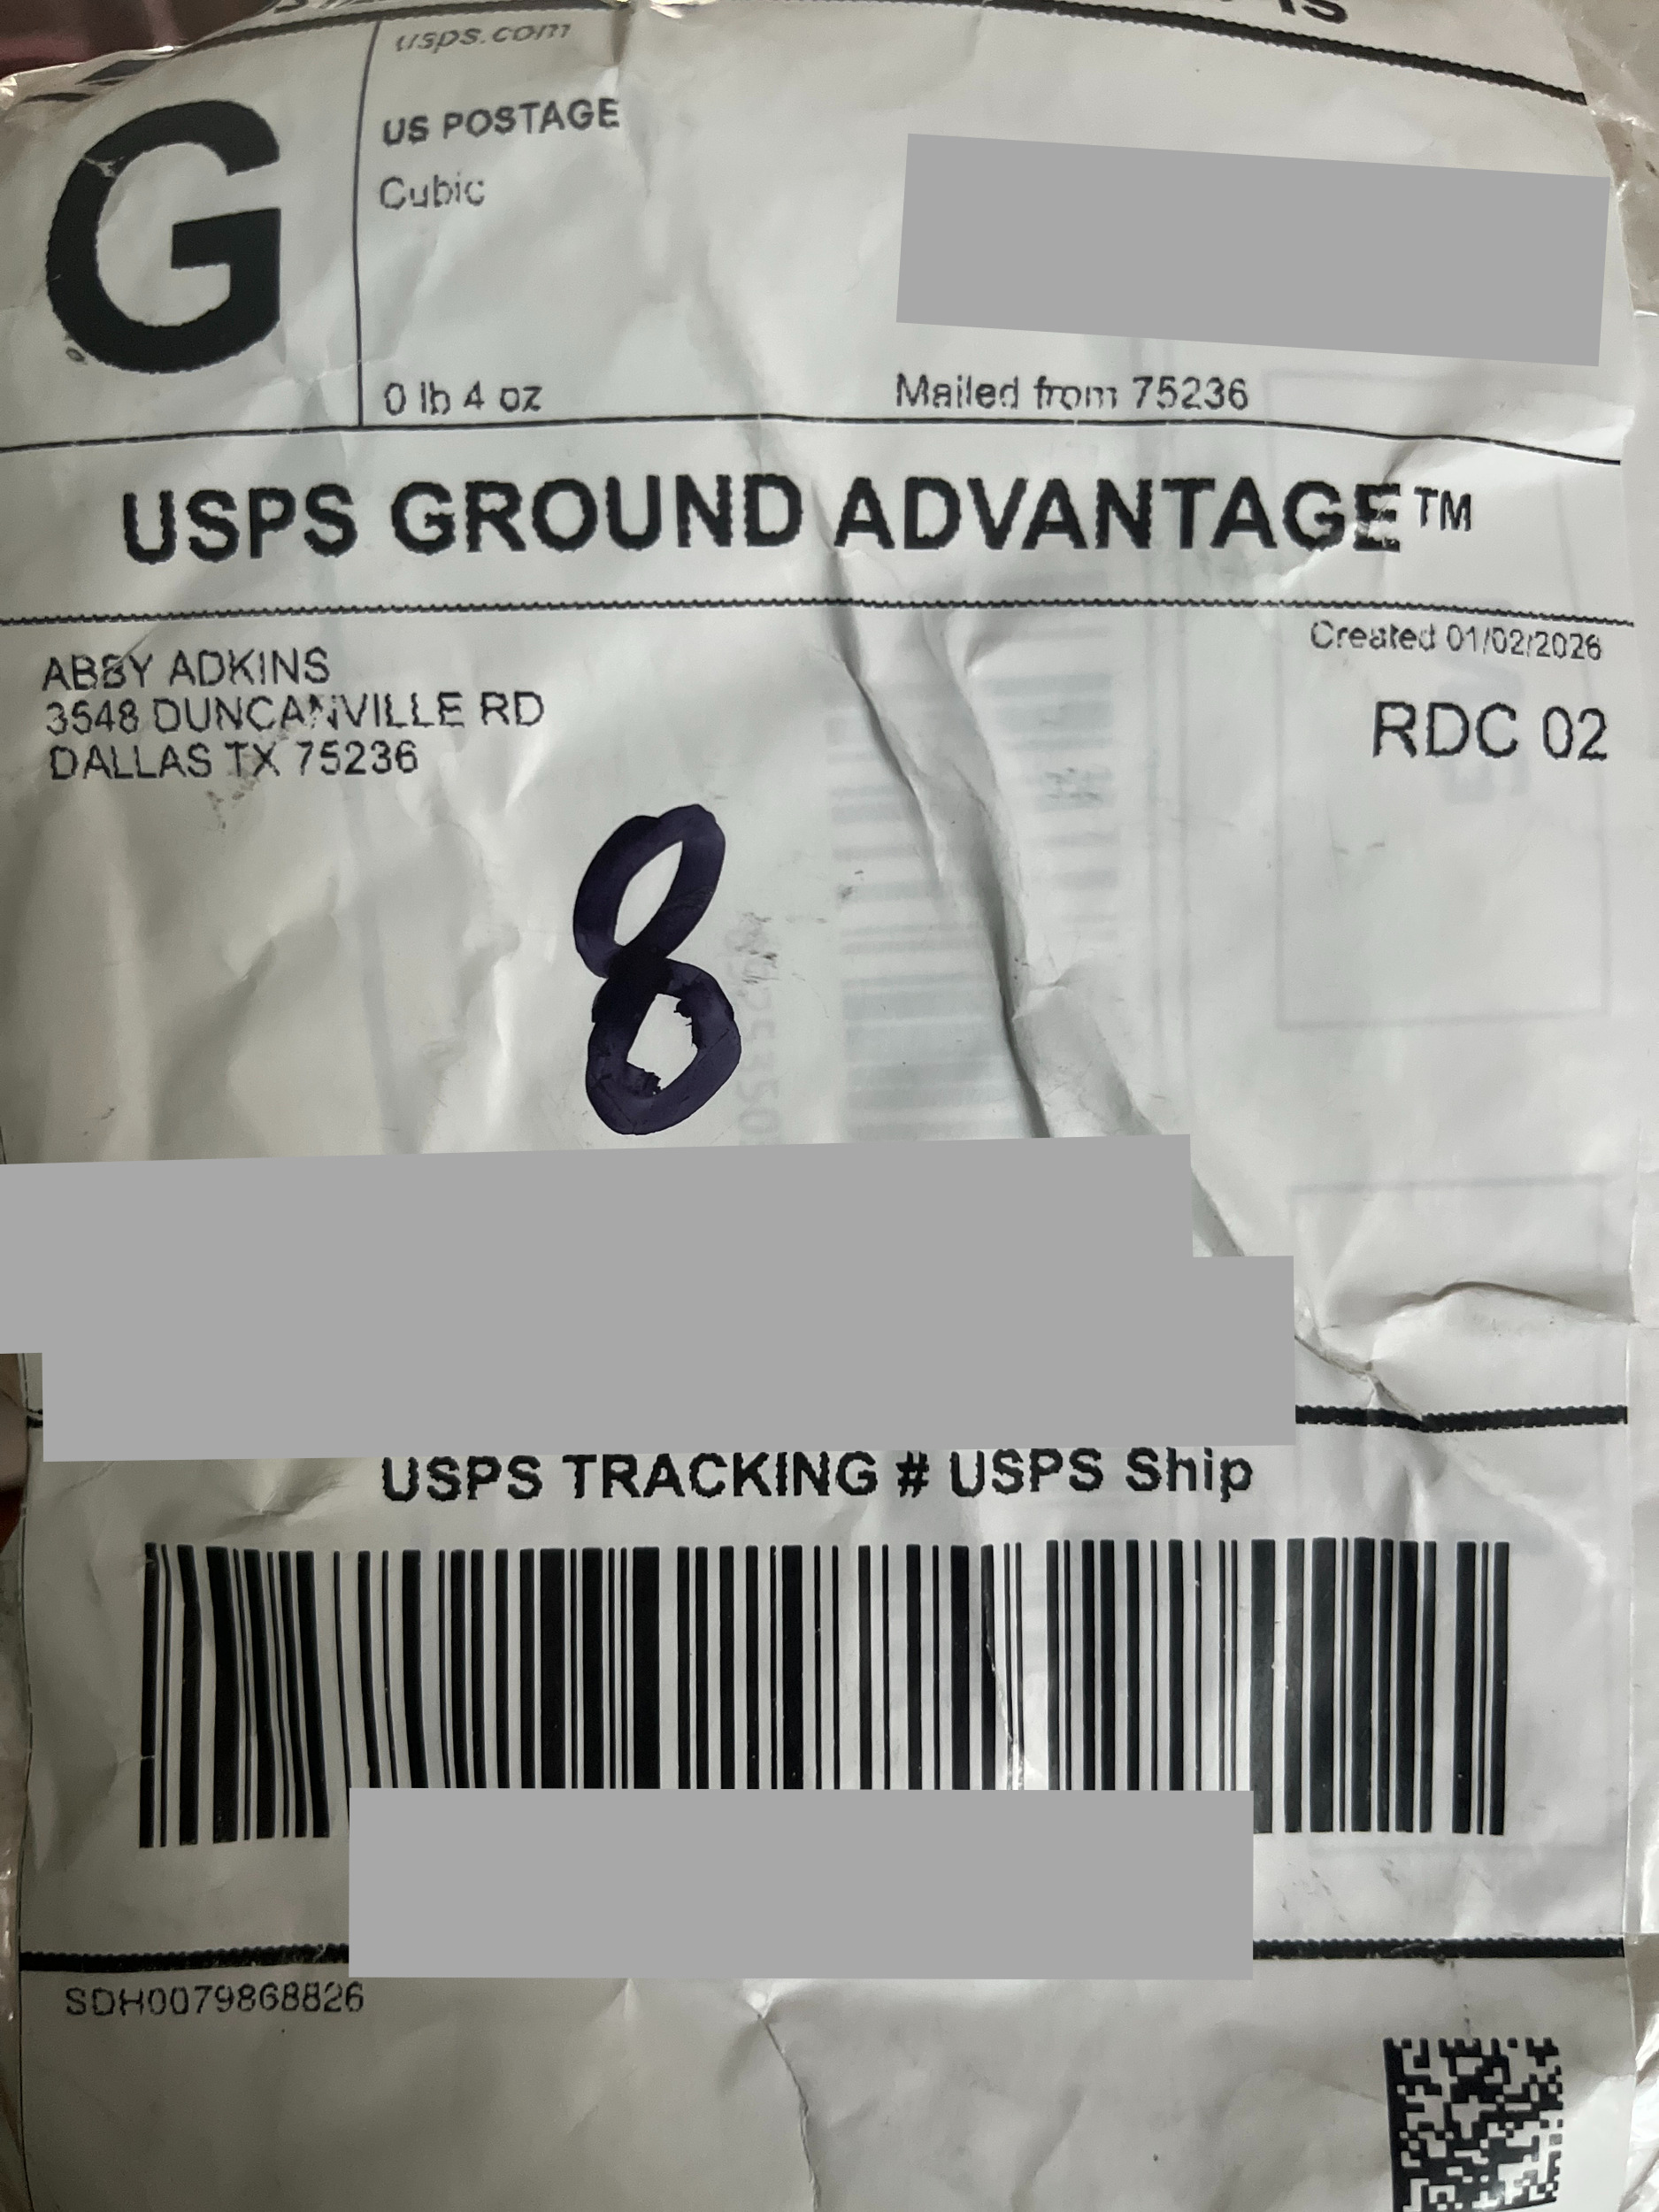 usps.com
US POSTAGE
G
Cubic
0 lb 4 oz
Mailed from 75236
USPS GROUND ADVANTAGE™
ABBY ADKINS
3548 DUNCANVILLE RD
DALLAS TX 75236
Created 01/02/2026
RDC 02
8
USPS TRACKING # USPS Ship
SDH0079868826